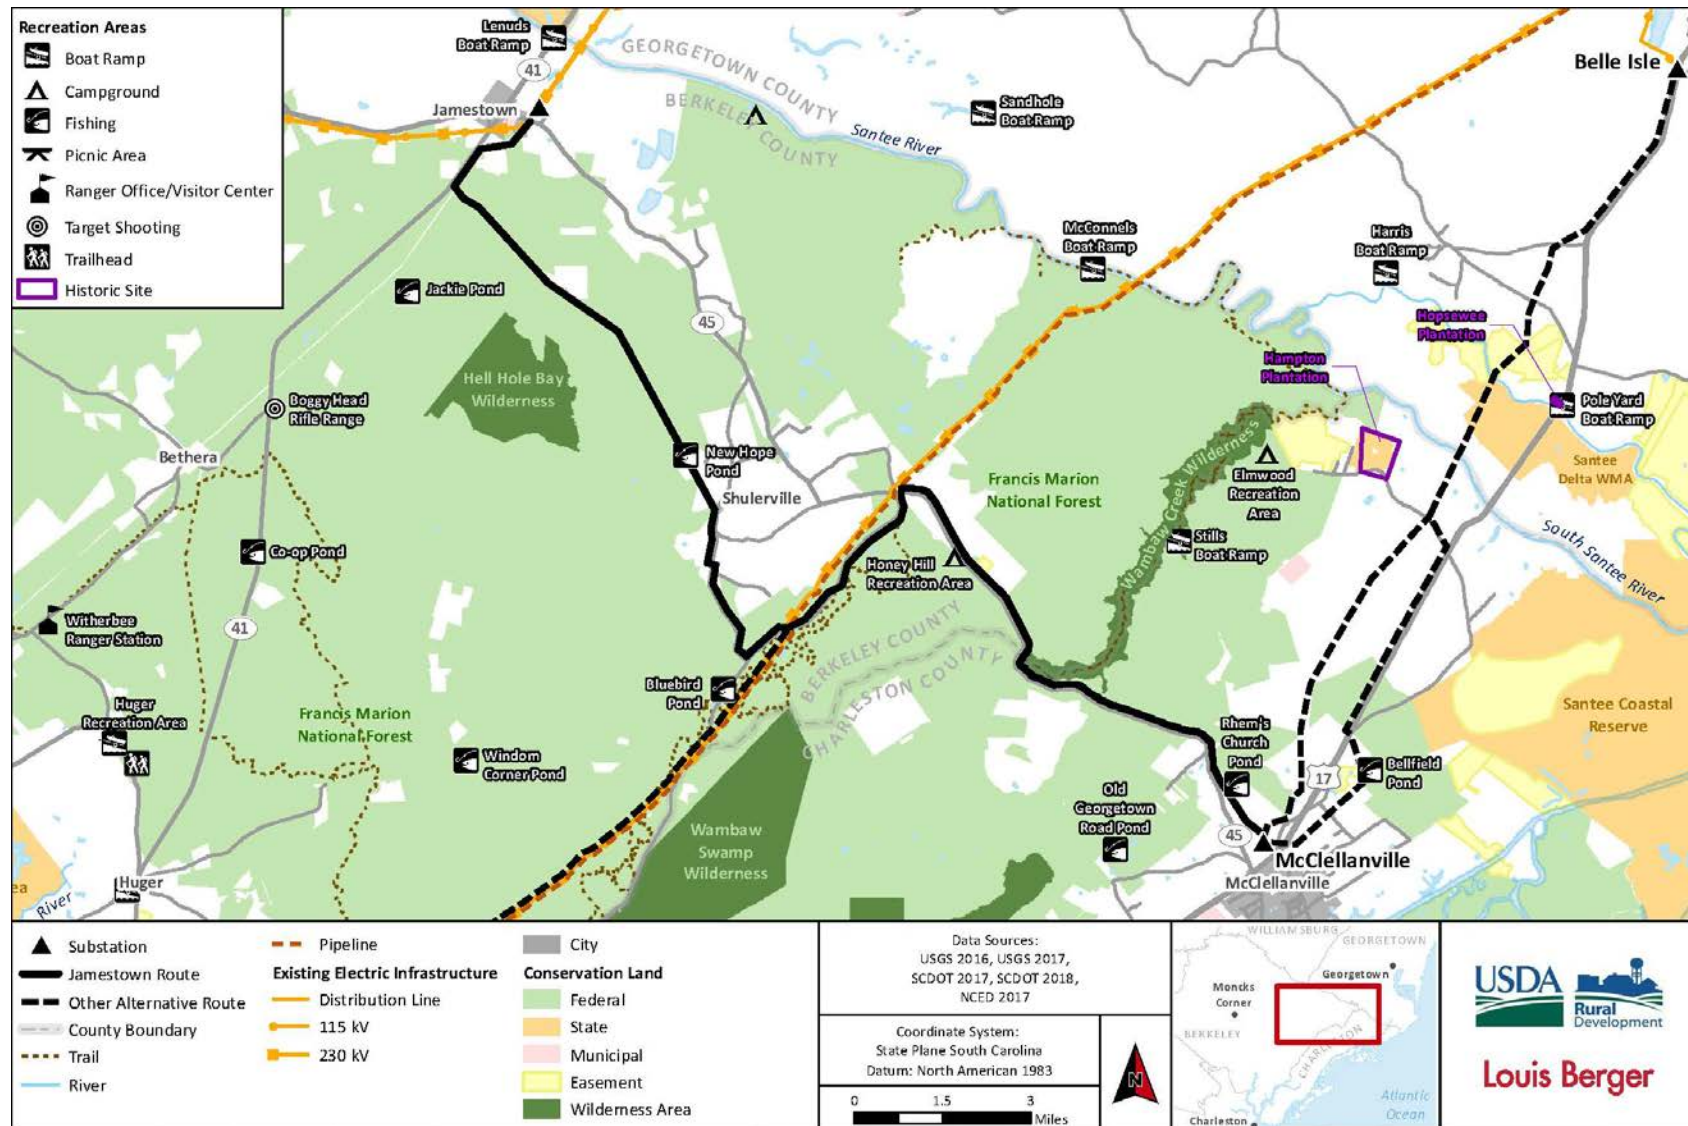 Recreation Areas
Boat Ramp
Campground
Fishing
Picnic Area
Ranger Office/Visitor Center
Target Shooting
Trailhead
Historic Site
Lenuds
Boat Ramp
41
Jamestown
GEORGETOWN COUNTY
BERKELEY COUNTY
Santee River
Sandhole
Boat Ramp
Belle Isle
McConnels
Boat Ramp
Harris
Boat Ramp
Jackie Pond
45
Hopsewee
Plantation
Hampton
Plantation
Hell Hole Bay
Wilderness
Boggy Head
Rifle Range
Pole Yard
Boat Ramp
Bethera
New Hope
Pond
Shulerville
Francis Marion
National Forest
Wambaw Creek Wilderness
Elmwood
Recreation
Area
Santee
Delta WMA
Co-op Pond
Stills
Boat Ramp
Honey Hill
Recreation Area
South Santee River
Witherbee
Ranger Station
41
BERKELEY COUNTY
CHARLESTON COUNTY
Bluebird
Pond
Huger
Recreation Area
Francis Marion
National Forest
Rhem's
Church
Pond
Santee Coastal
Reserve
Windom
Corner Pond
17
Bellfield
Pond
Old
Georgetown
Road Pond
Wambaw
Swamp
Wilderness
45
McClellanville
McClellanville
Huger
ea
River
Substation
Jamestown Route
Other Alternative Route
County Boundary
Trail
River
Pipeline
Existing Electric Infrastructure
Distribution Line
115 kV
230 kV
City
Conservation Land
Federal
State
Municipal
Easement
Wilderness Area
Data Sources:
USGS 2016, USGS 2017,
SCDOT 2017, SCDOT 2018,
NCED 2017
Coordinate System:
State Plane South Carolina
Datum: North American 1983
0 1.5 3
Miles
N
WILLIAMSBURG
GEORGETOWN
Georgetown
Moncks
Corner
BERKELEY
CHARLESTON
Atlantic
Ocean
Charleston
USDA
Rural
Development
Louis Berger